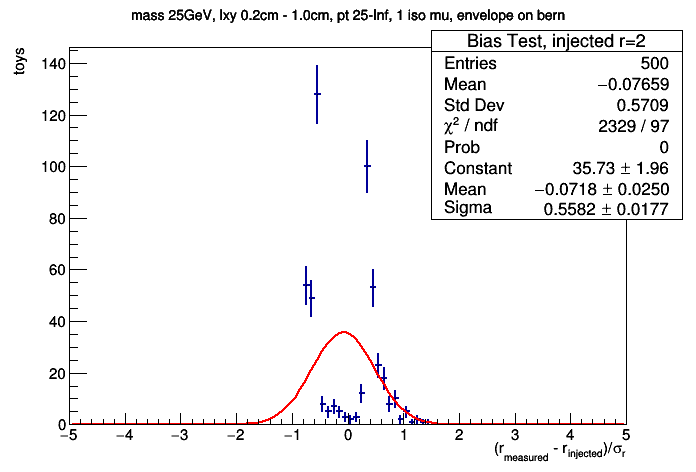 mass 25GeV, lxy 0.2cm - 1.0cm, pt 25-Inf, 1 iso mu, envelope on bern
Bias Test, injected r=2
Entries 500
Mean −0.07659
Std Dev 0.5709
χ² / ndf 2329 / 97
Prob 0
Constant 35.73 ± 1.96
Mean −0.0718 ± 0.0250
Sigma 0.5582 ± 0.0177
toys
140
120
100
80
60
40
20
0
−5 −4 −3 −2 −1 0 1 2 3 4 5
(r_measured - r_injected)/σ_r